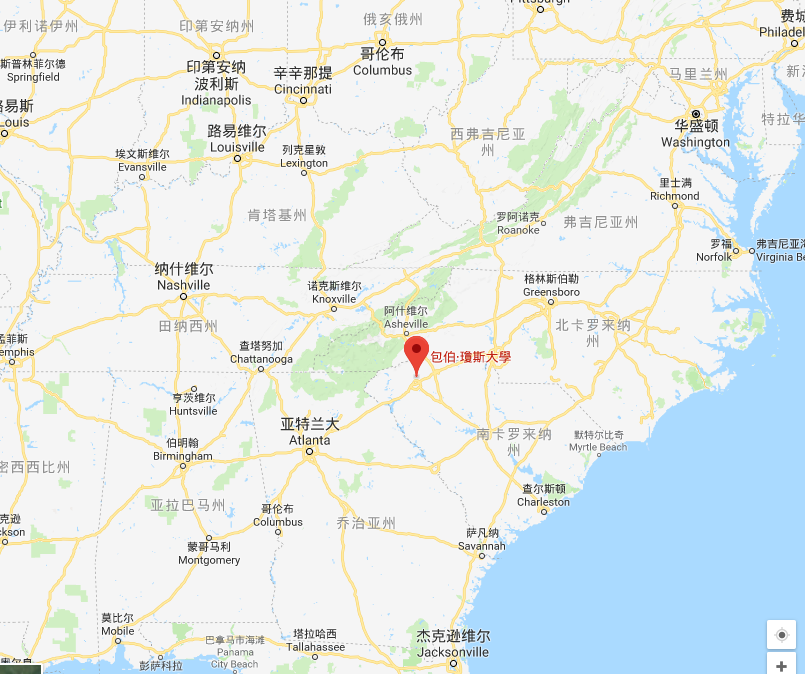 Pittsburgh
伊利诺伊州
印第安纳州
俄亥俄州
费城
Philadel
斯普林菲尔德
Springfield
印第安纳
波利斯
Indianapolis
辛辛那提
Cincinnati
哥伦布
Columbus
马里兰州
新
路易斯
Louis
路易维尔
Louisville
西弗吉尼亚
州
华盛顿
Washington
特拉华
埃文斯维尔
Evansville
列克星敦
Lexington
里士满
Richmond
肯塔基州
罗阿诺克
Roanoke
弗吉尼亚州
罗福
Norfolk
弗吉尼亚海
Virginia Be
纳什维尔
Nashville
诺克斯维尔
Knoxville
格林斯伯勒
Greensboro
阿什维尔
Asheville
田纳西州
北卡罗来纳
州
孟菲斯
emphis
查塔努加
Chattanooga
包伯·瓊斯大學
亨茨维尔
Huntsville
亚特兰大
Atlanta
南卡罗来纳
州
默特尔比奇
Myrtle Beach
伯明翰
Birmingham
密西西比州
查尔斯顿
Charleston
亚拉巴马州
哥伦布
Columbus
乔治亚州
克逊
ckson
萨凡纳
Savannah
蒙哥马利
Montgomery
莫比尔
Mobile
塔拉哈西
Tallahassee
杰克逊维尔
Jacksonville
巴拿马市海滩
Panama
City Beach
彭萨科拉